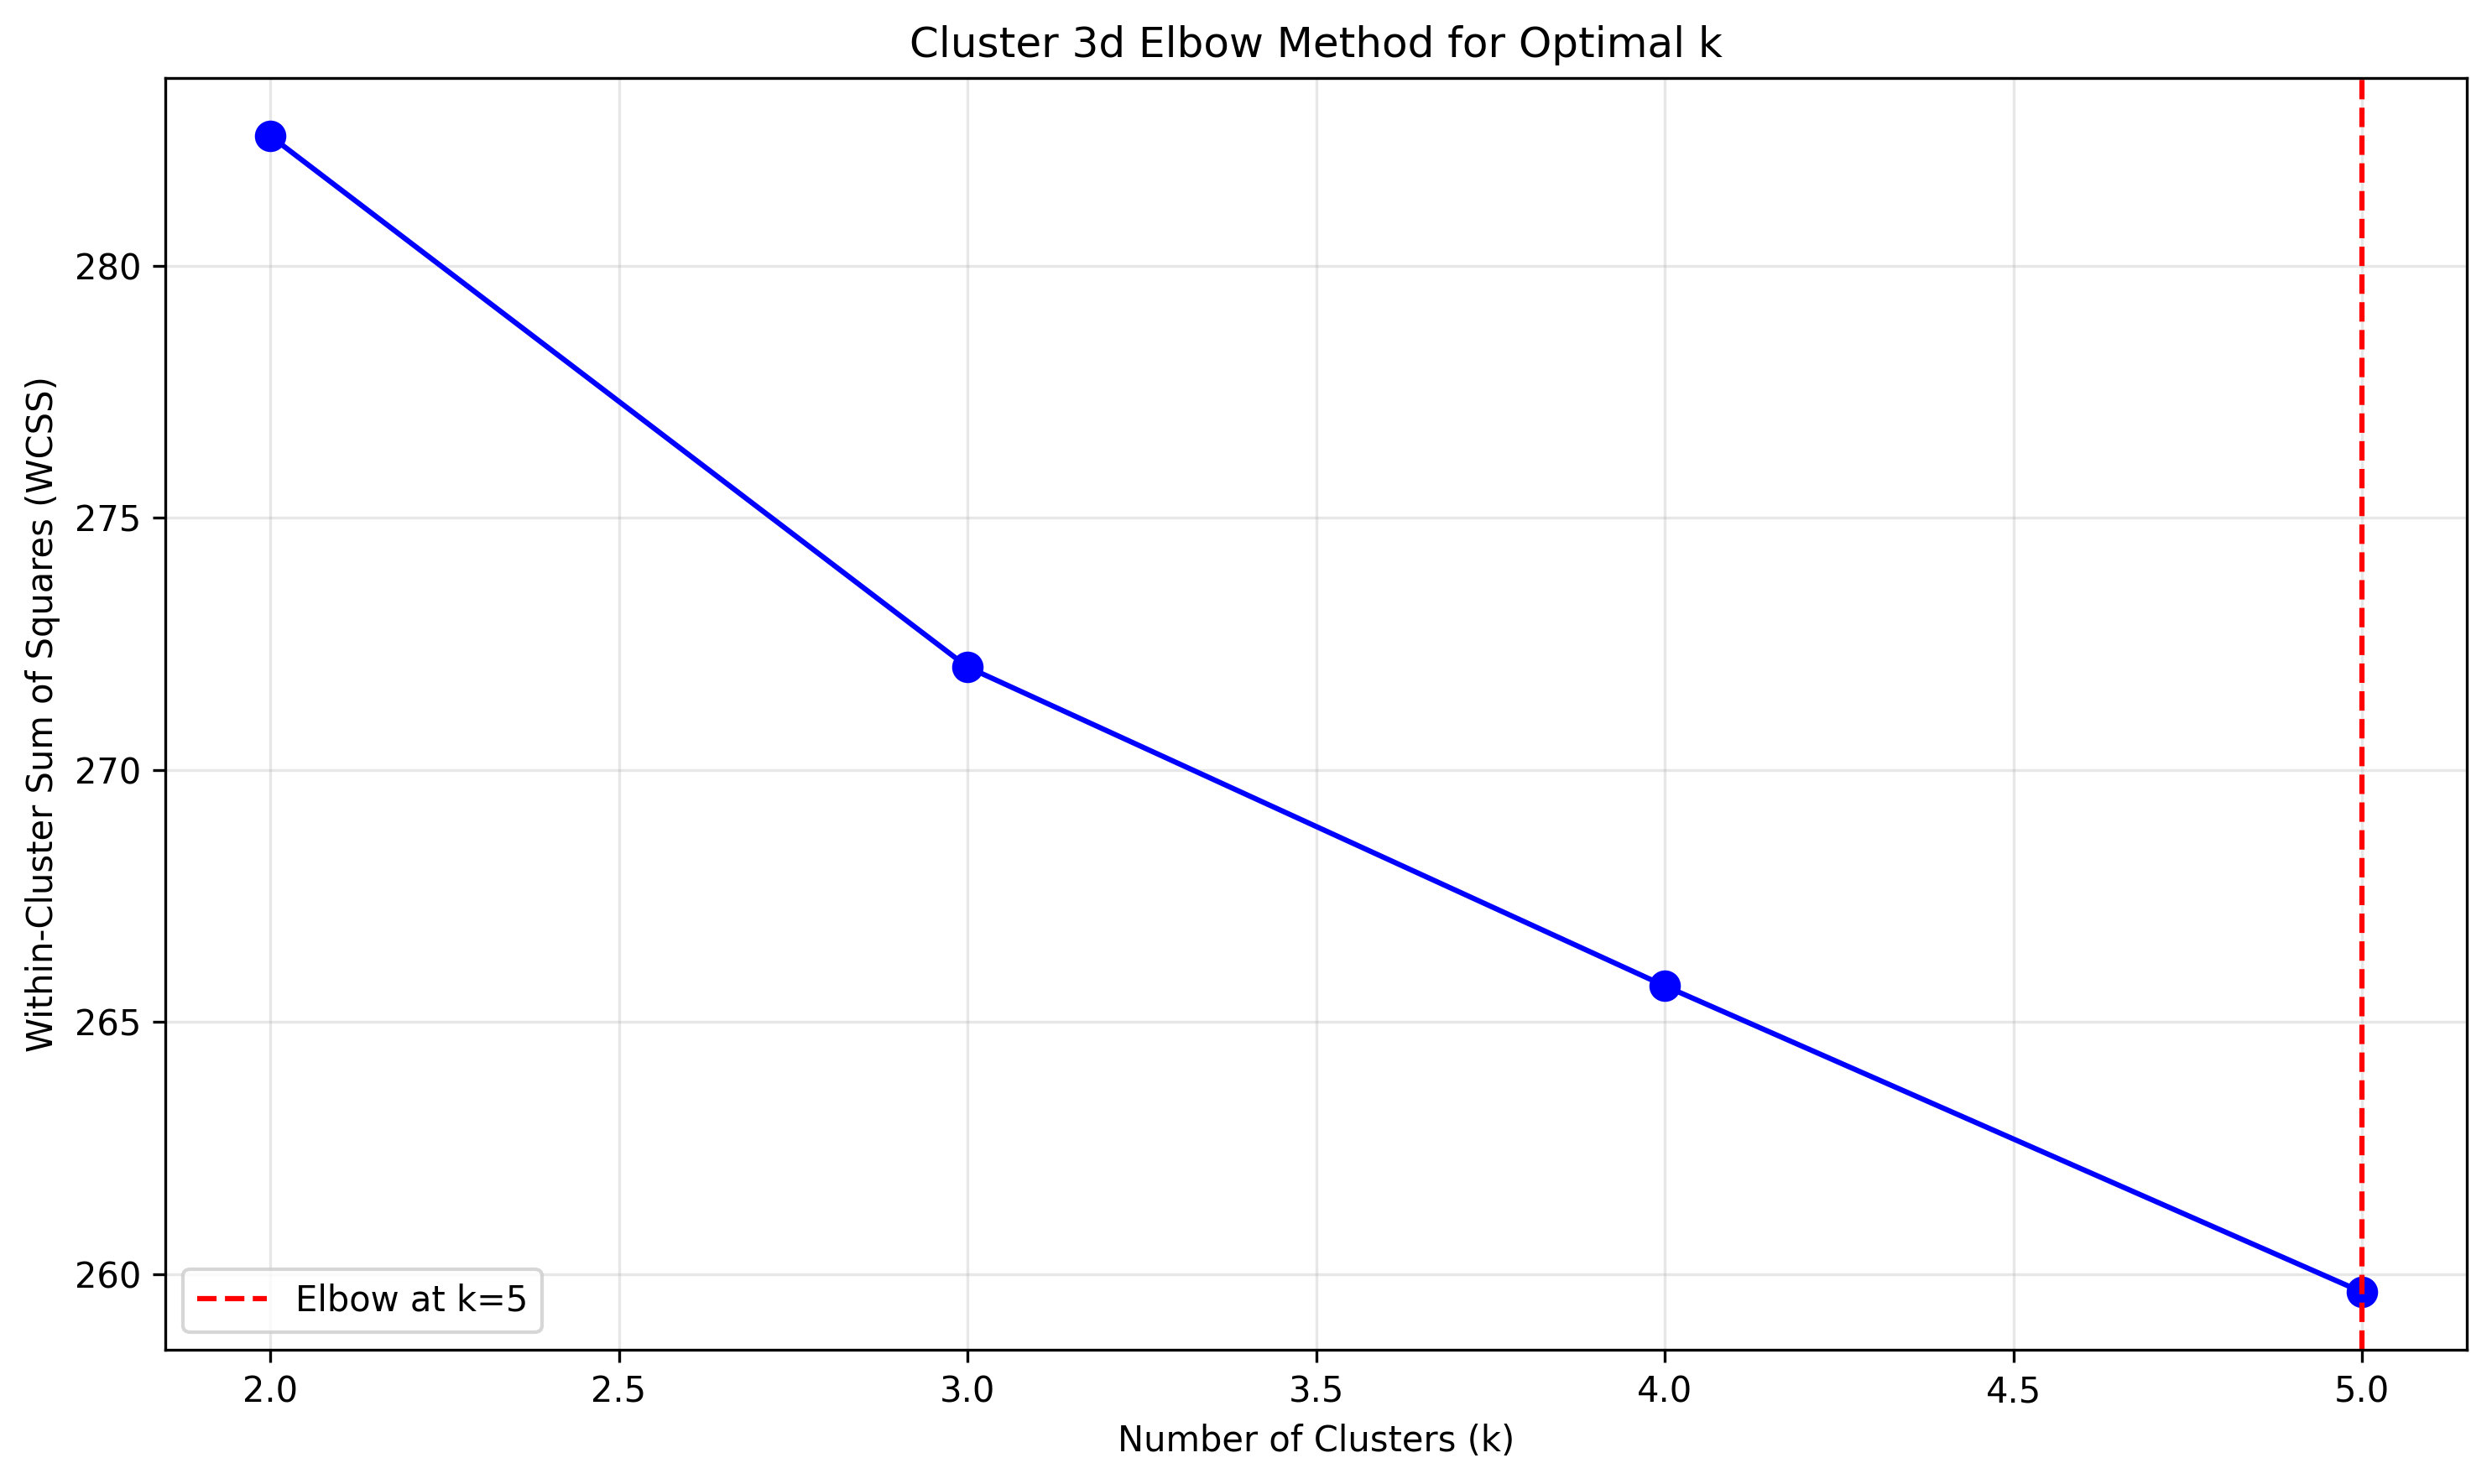 Cluster 3d Elbow Method for Optimal k
Within-Cluster Sum of Squares (WCSS)
280
275
270
265
260
Elbow at k=5
2.0 2.5 3.0 3.5 4.0 4.5 5.0
Number of Clusters (k)